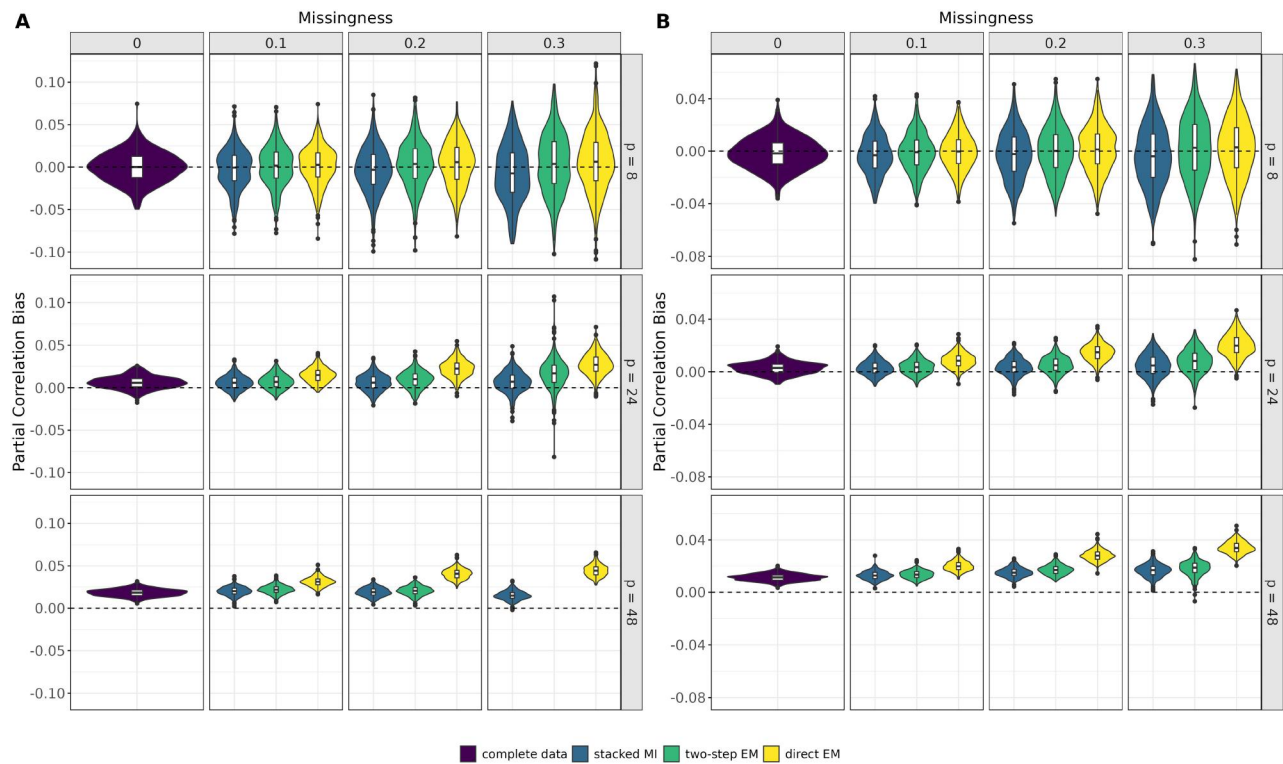 A
Missingness
0 0.1 0.2 0.3
Partial Correlation Bias
0.10
0.05
0.00
-0.05
-0.10
p = 8
0.10
0.05
0.00
-0.05
-0.10
p = 24
0.10
0.05
0.00
-0.05
-0.10
p = 48
B
Missingness
0 0.1 0.2 0.3
Partial Correlation Bias
0.04
0.00
-0.04
-0.08
p = 8
0.04
0.00
-0.04
-0.08
p = 24
0.04
0.00
-0.04
-0.08
p = 48
complete data stacked MI two-step EM direct EM